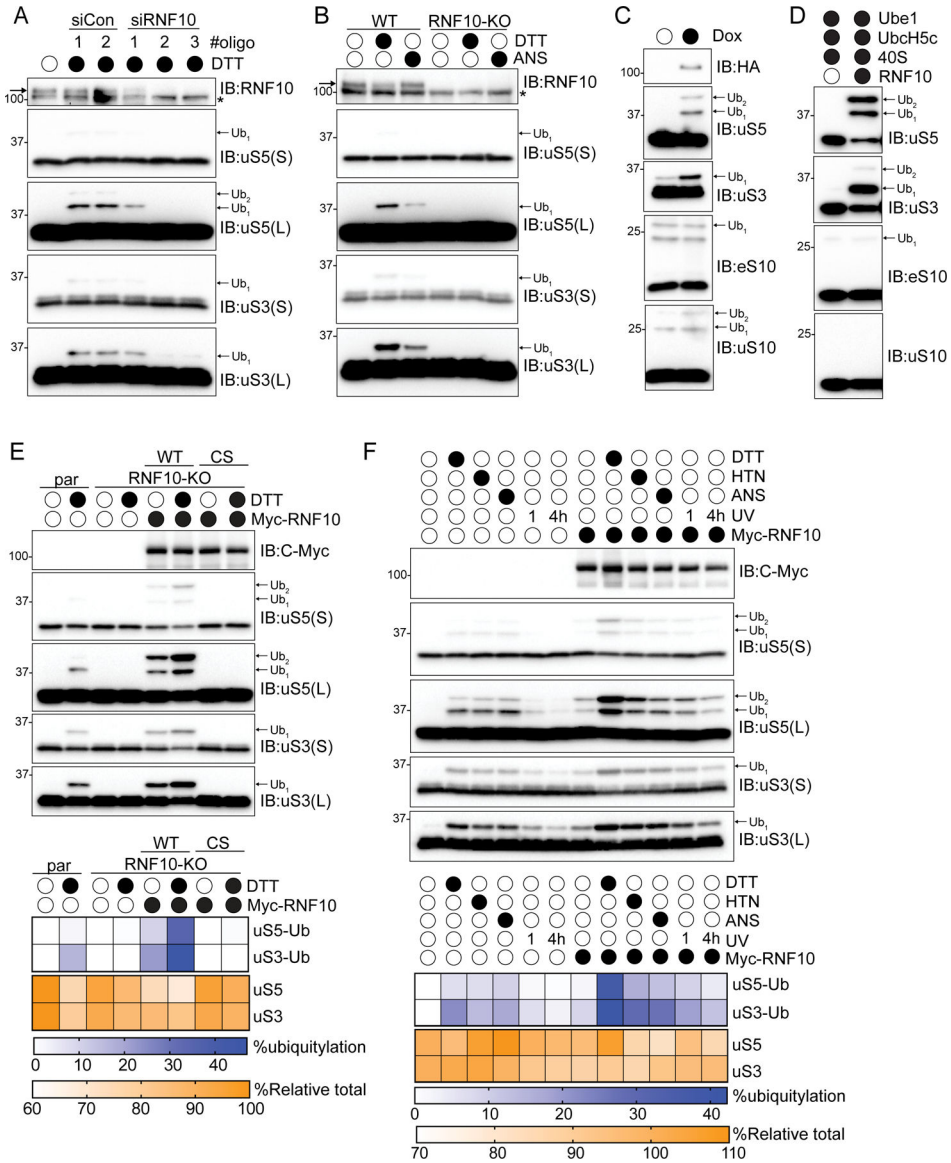 A
siCon siRNF10
1 2 1 2 3 #oligo
DTT
100
IB:RNF10
*
37
Ub1
IB:uS5(S)
37
Ub2
Ub1
IB:uS5(L)
37
Ub1
IB:uS3(S)
37
Ub1
IB:uS3(L)
B
WT RNF10-KO
DTT
ANS
100
IB:RNF10
*
37
Ub1
IB:uS5(S)
37
Ub1
IB:uS5(L)
37
Ub1
IB:uS3(S)
37
Ub1
IB:uS3(L)
C
Dox
100
IB:HA
37
Ub2
Ub1
IB:uS5
37
Ub1
IB:uS3
25
Ub1
IB:eS10
25
Ub2
Ub1
IB:uS10
D
Ube1
UbcH5c
40S
RNF10
37
Ub2
Ub1
IB:uS5
37
Ub2
Ub1
IB:uS3
25
Ub1
IB:eS10
25
IB:uS10
E
WT CS
par RNF10-KO
DTT
Myc-RNF10
100
IB:C-Myc
37
Ub2
Ub1
IB:uS5(S)
37
Ub2
Ub1
IB:uS5(L)
37
Ub1
IB:uS3(S)
37
Ub1
IB:uS3(L)
WT CS
par RNF10-KO
DTT
Myc-RNF10
uS5-Ub
uS3-Ub
uS5
uS3
%ubiquitylation
0 10 20 30 40
%Relative total
60 70 80 90 100
F
DTT
HTN
ANS
1 4h 1 4h UV
Myc-RNF10
100
IB:C-Myc
37
Ub2
Ub1
IB:uS5(S)
37
Ub2
Ub1
IB:uS5(L)
37
Ub1
IB:uS3(S)
37
Ub1
IB:uS3(L)
DTT
HTN
ANS
1 4h 1 4h UV
Myc-RNF10
uS5-Ub
uS3-Ub
uS5
uS3
%ubiquitylation
0 10 20 30 40
%Relative total
70 80 90 100 110